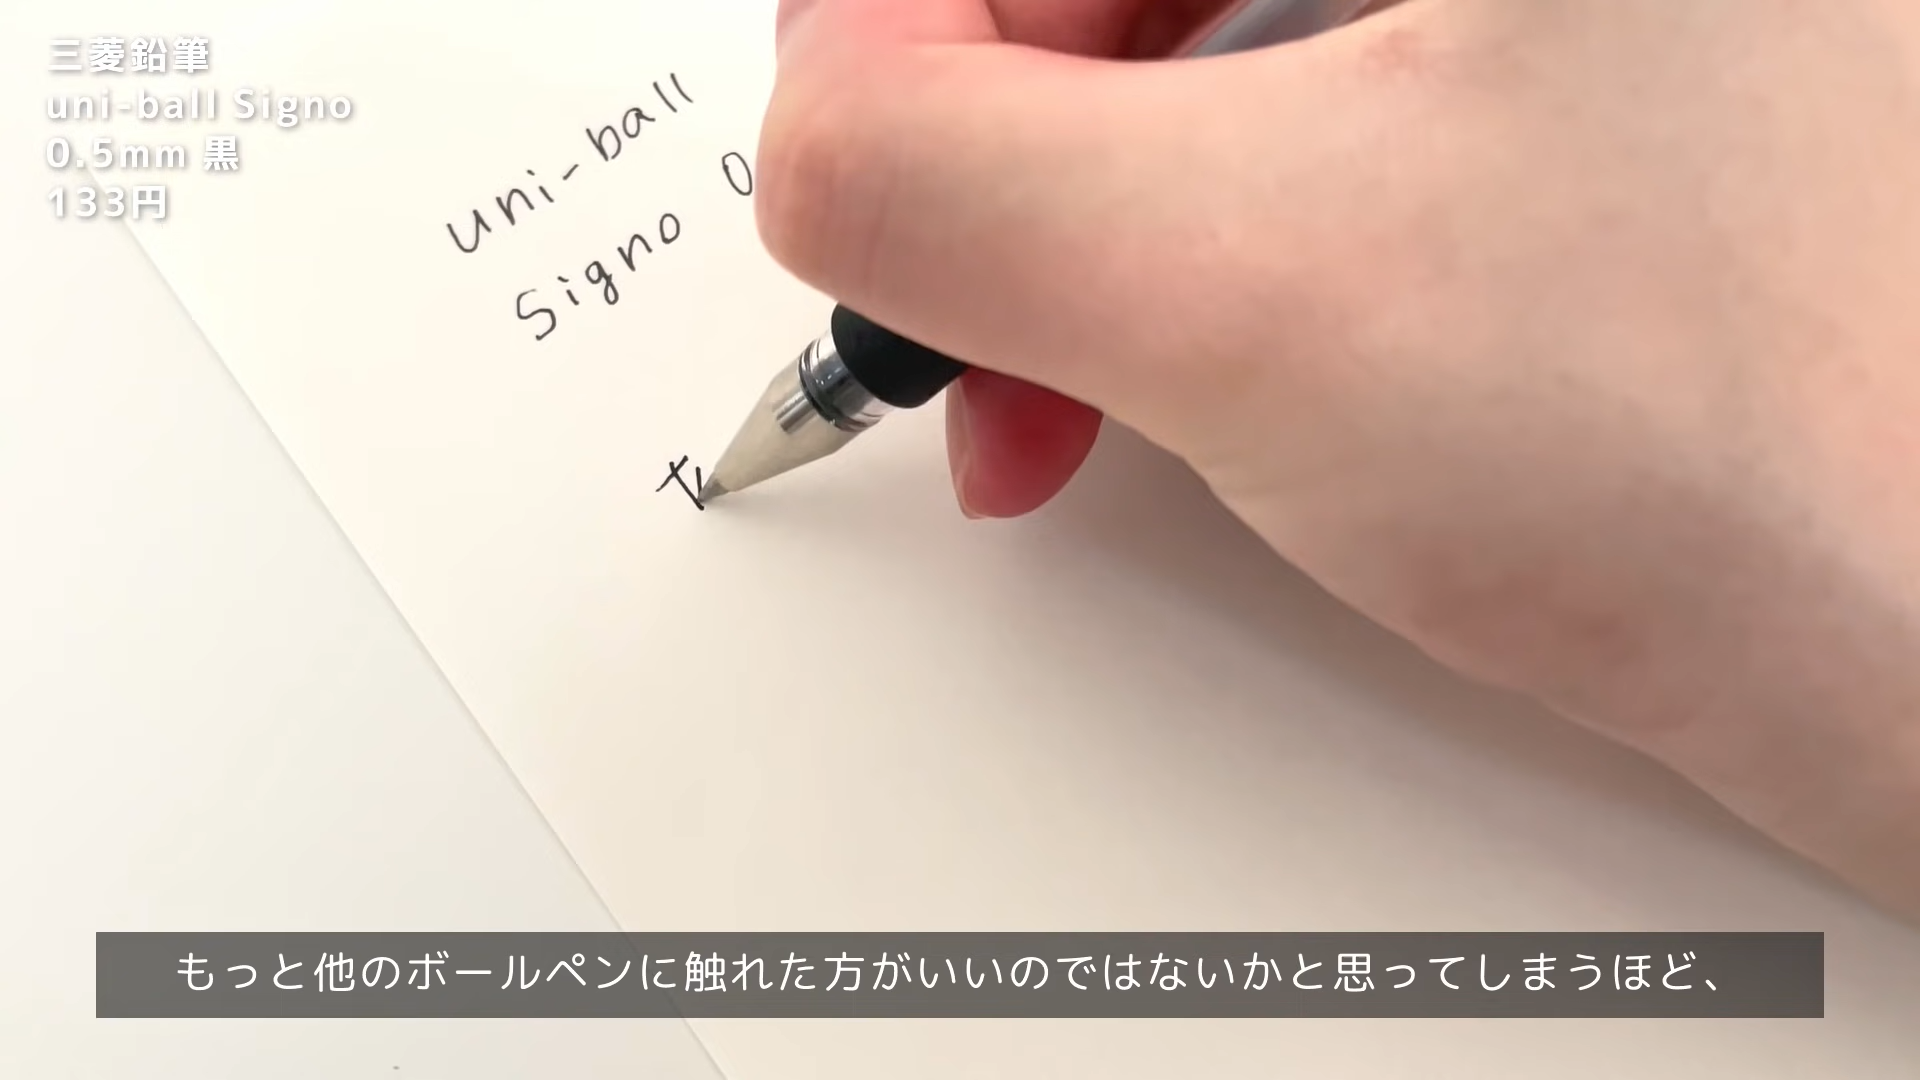 三菱鉛筆
uni-ball Signo
0.5mm 黒
133円
uni-ball
Signo 0
もっと他のボールペンに触れた方がいいのではないかと思ってしまうほど、